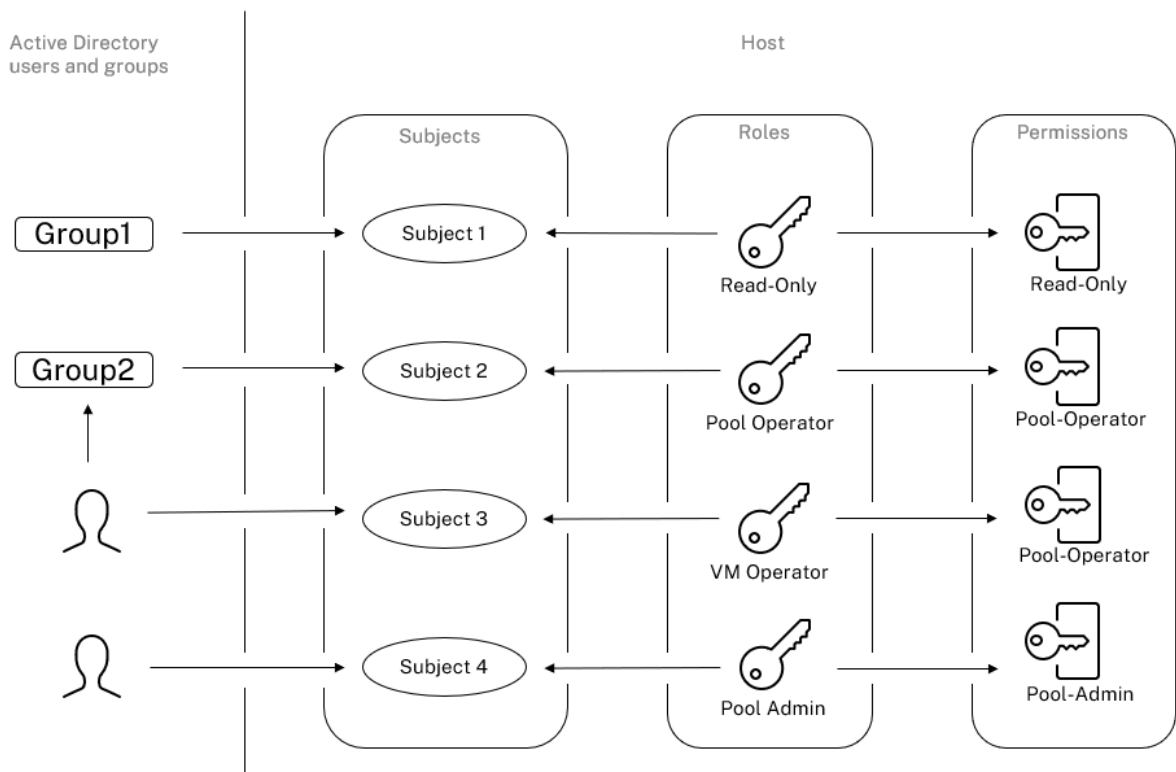 Active Directory
users and groups
Host
Subjects
Roles
Permissions
Group1
Subject 1
Read-Only
Read-Only
Group2
Subject 2
Pool Operator
Pool-Operator
Subject 3
VM Operator
Pool-Operator
Subject 4
Pool Admin
Pool-Admin